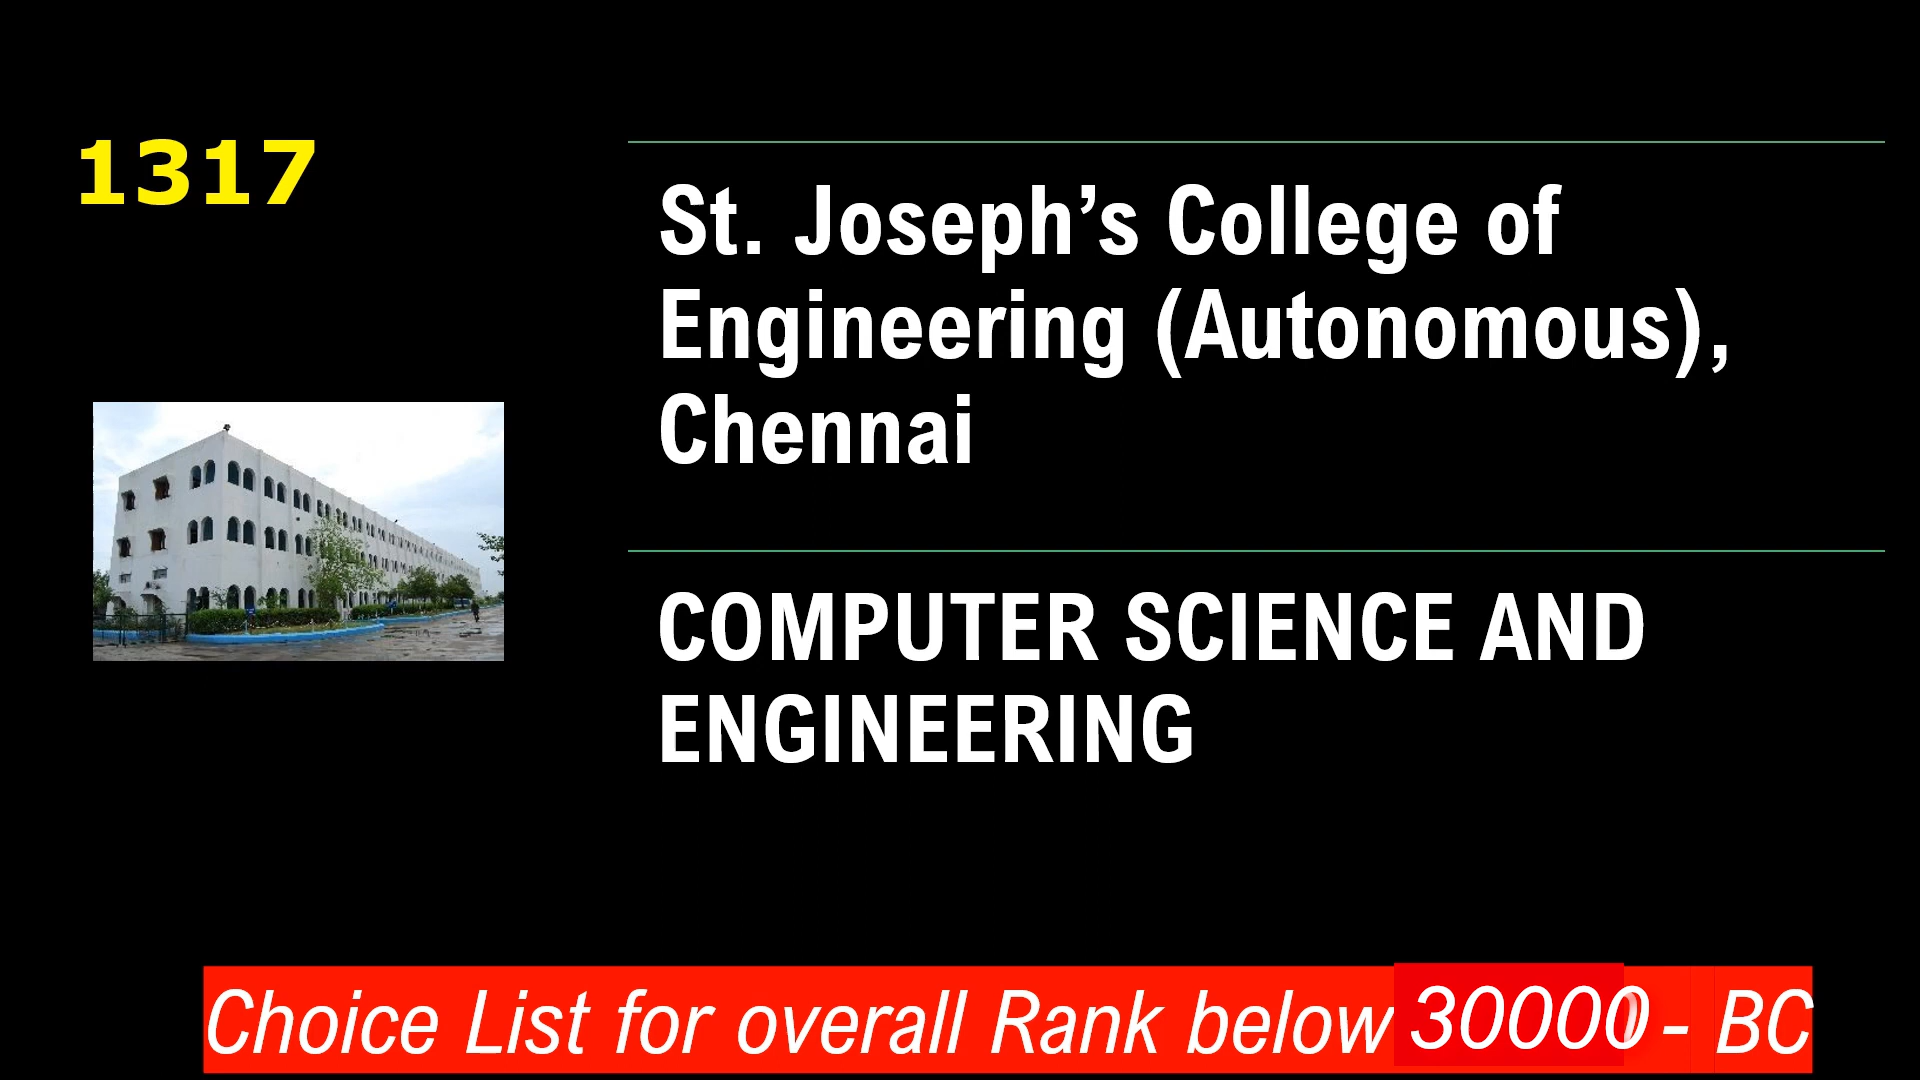 1317
St. Joseph’s College of
Engineering (Autonomous),
Chennai
COMPUTER SCIENCE AND
ENGINEERING
Choice List for overall Rank below 30000 - BC